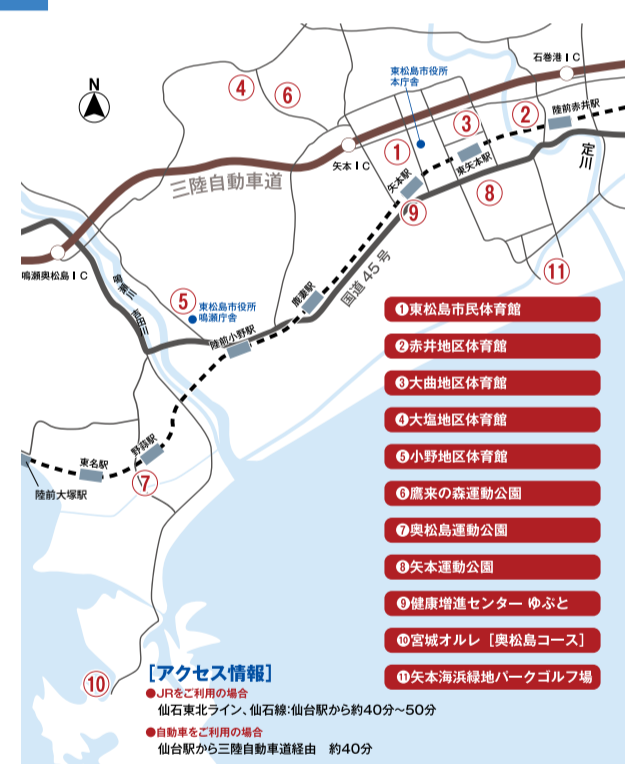 石巻港IC
東松島市役所
本庁舎
N
④
⑥
陸前赤井駅
②
③
①
矢本IC
東矢本駅
定川
矢本駅
三陸自動車道
⑧
⑨
鳴瀬奥松島IC
鳴瀬川
吉田川
⑪
国道45号
鹿妻駅
⑤
東松島市役所
鳴瀬庁舎
陸前小野駅
❶東松島市民体育館
❷赤井地区体育館
❸大曲地区体育館
❹大塩地区体育館
❺小野地区体育館
❻鷹来の森運動公園
❼奥松島運動公園
❽矢本運動公園
❾健康増進センター ゆぷと
❿宮城オルレ[奥松島コース]
⓫矢本海浜緑地パークゴルフ場
野蒜駅
東名駅
⑦
陸前大塚駅
⑩
[アクセス情報]
●JRをご利用の場合
仙石東北ライン、仙石線:仙台駅から約40分〜50分
●自動車をご利用の場合
仙台駅から三陸自動車道経由 約40分